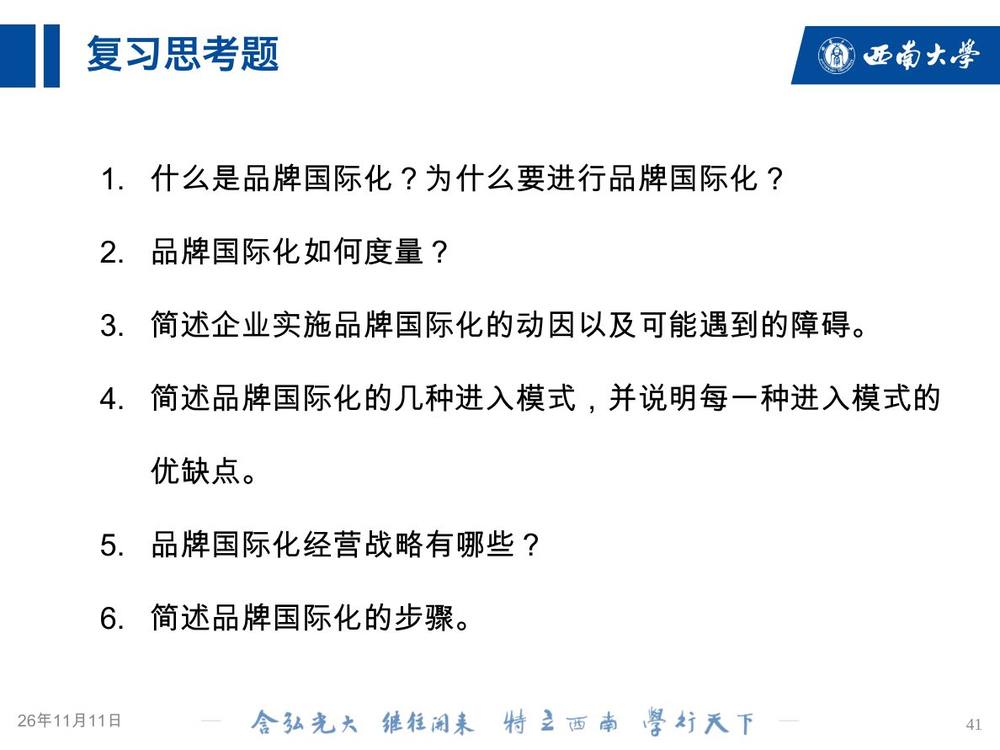 复习思考题
西南大学
1. 什么是品牌国际化？为什么要进行品牌国际化？
2. 品牌国际化如何度量？
3. 简述企业实施品牌国际化的动因以及可能遇到的障碍。
4. 简述品牌国际化的几种进入模式，并说明每一种进入模式的
优缺点。
5. 品牌国际化经营战略有哪些？
6. 简述品牌国际化的步骤。
26年11月11日
含弘光大 继往开来 特立西南 学行天下
41